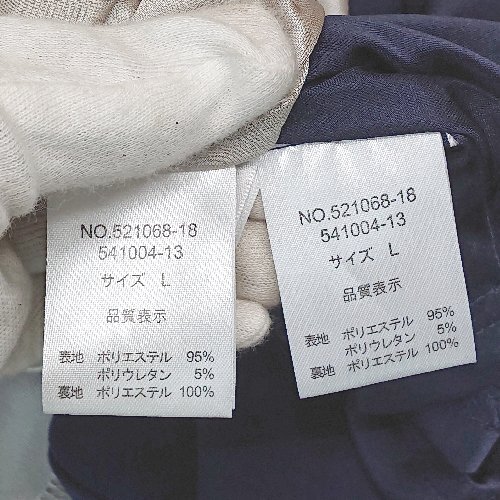 NO.521068-18
541004-13
サイズ L
品質表示
表地 ポリエステル 95%
ポリウレタン 5%
裏地 ポリエステル 100%
NO.521068-18
541004-13
サイズ L
品質表示
表地 ポリエステル 95%
ポリウレタン 5%
裏地 ポリエステル 100%